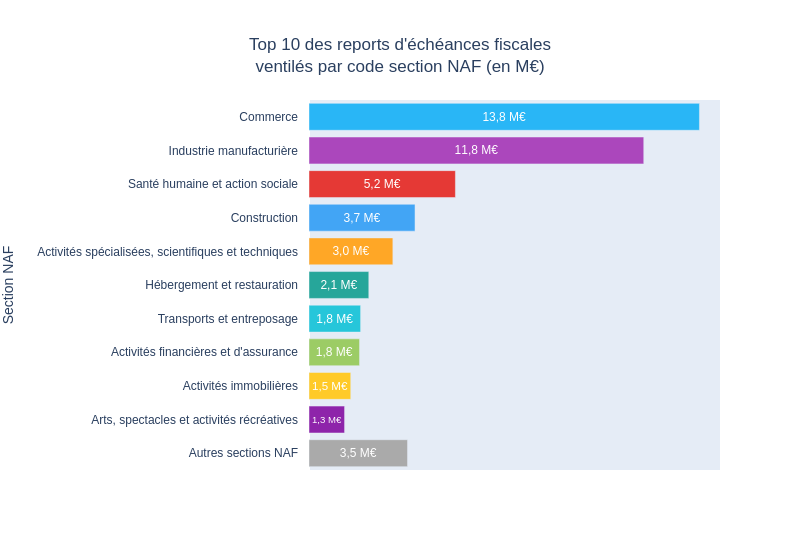 Top 10 des reports d'échéances fiscales
ventilés par code section NAF (en M€)
Section NAF
Commerce 13,8 M€
Industrie manufacturière 11,8 M€
Santé humaine et action sociale 5,2 M€
Construction 3,7 M€
Activités spécialisées, scientifiques et techniques 3,0 M€
Hébergement et restauration 2,1 M€
Transports et entreposage 1,8 M€
Activités financières et d'assurance 1,8 M€
Activités immobilières 1,5 M€
Arts, spectacles et activités récréatives 1,3 M€
Autres sections NAF 3,5 M€